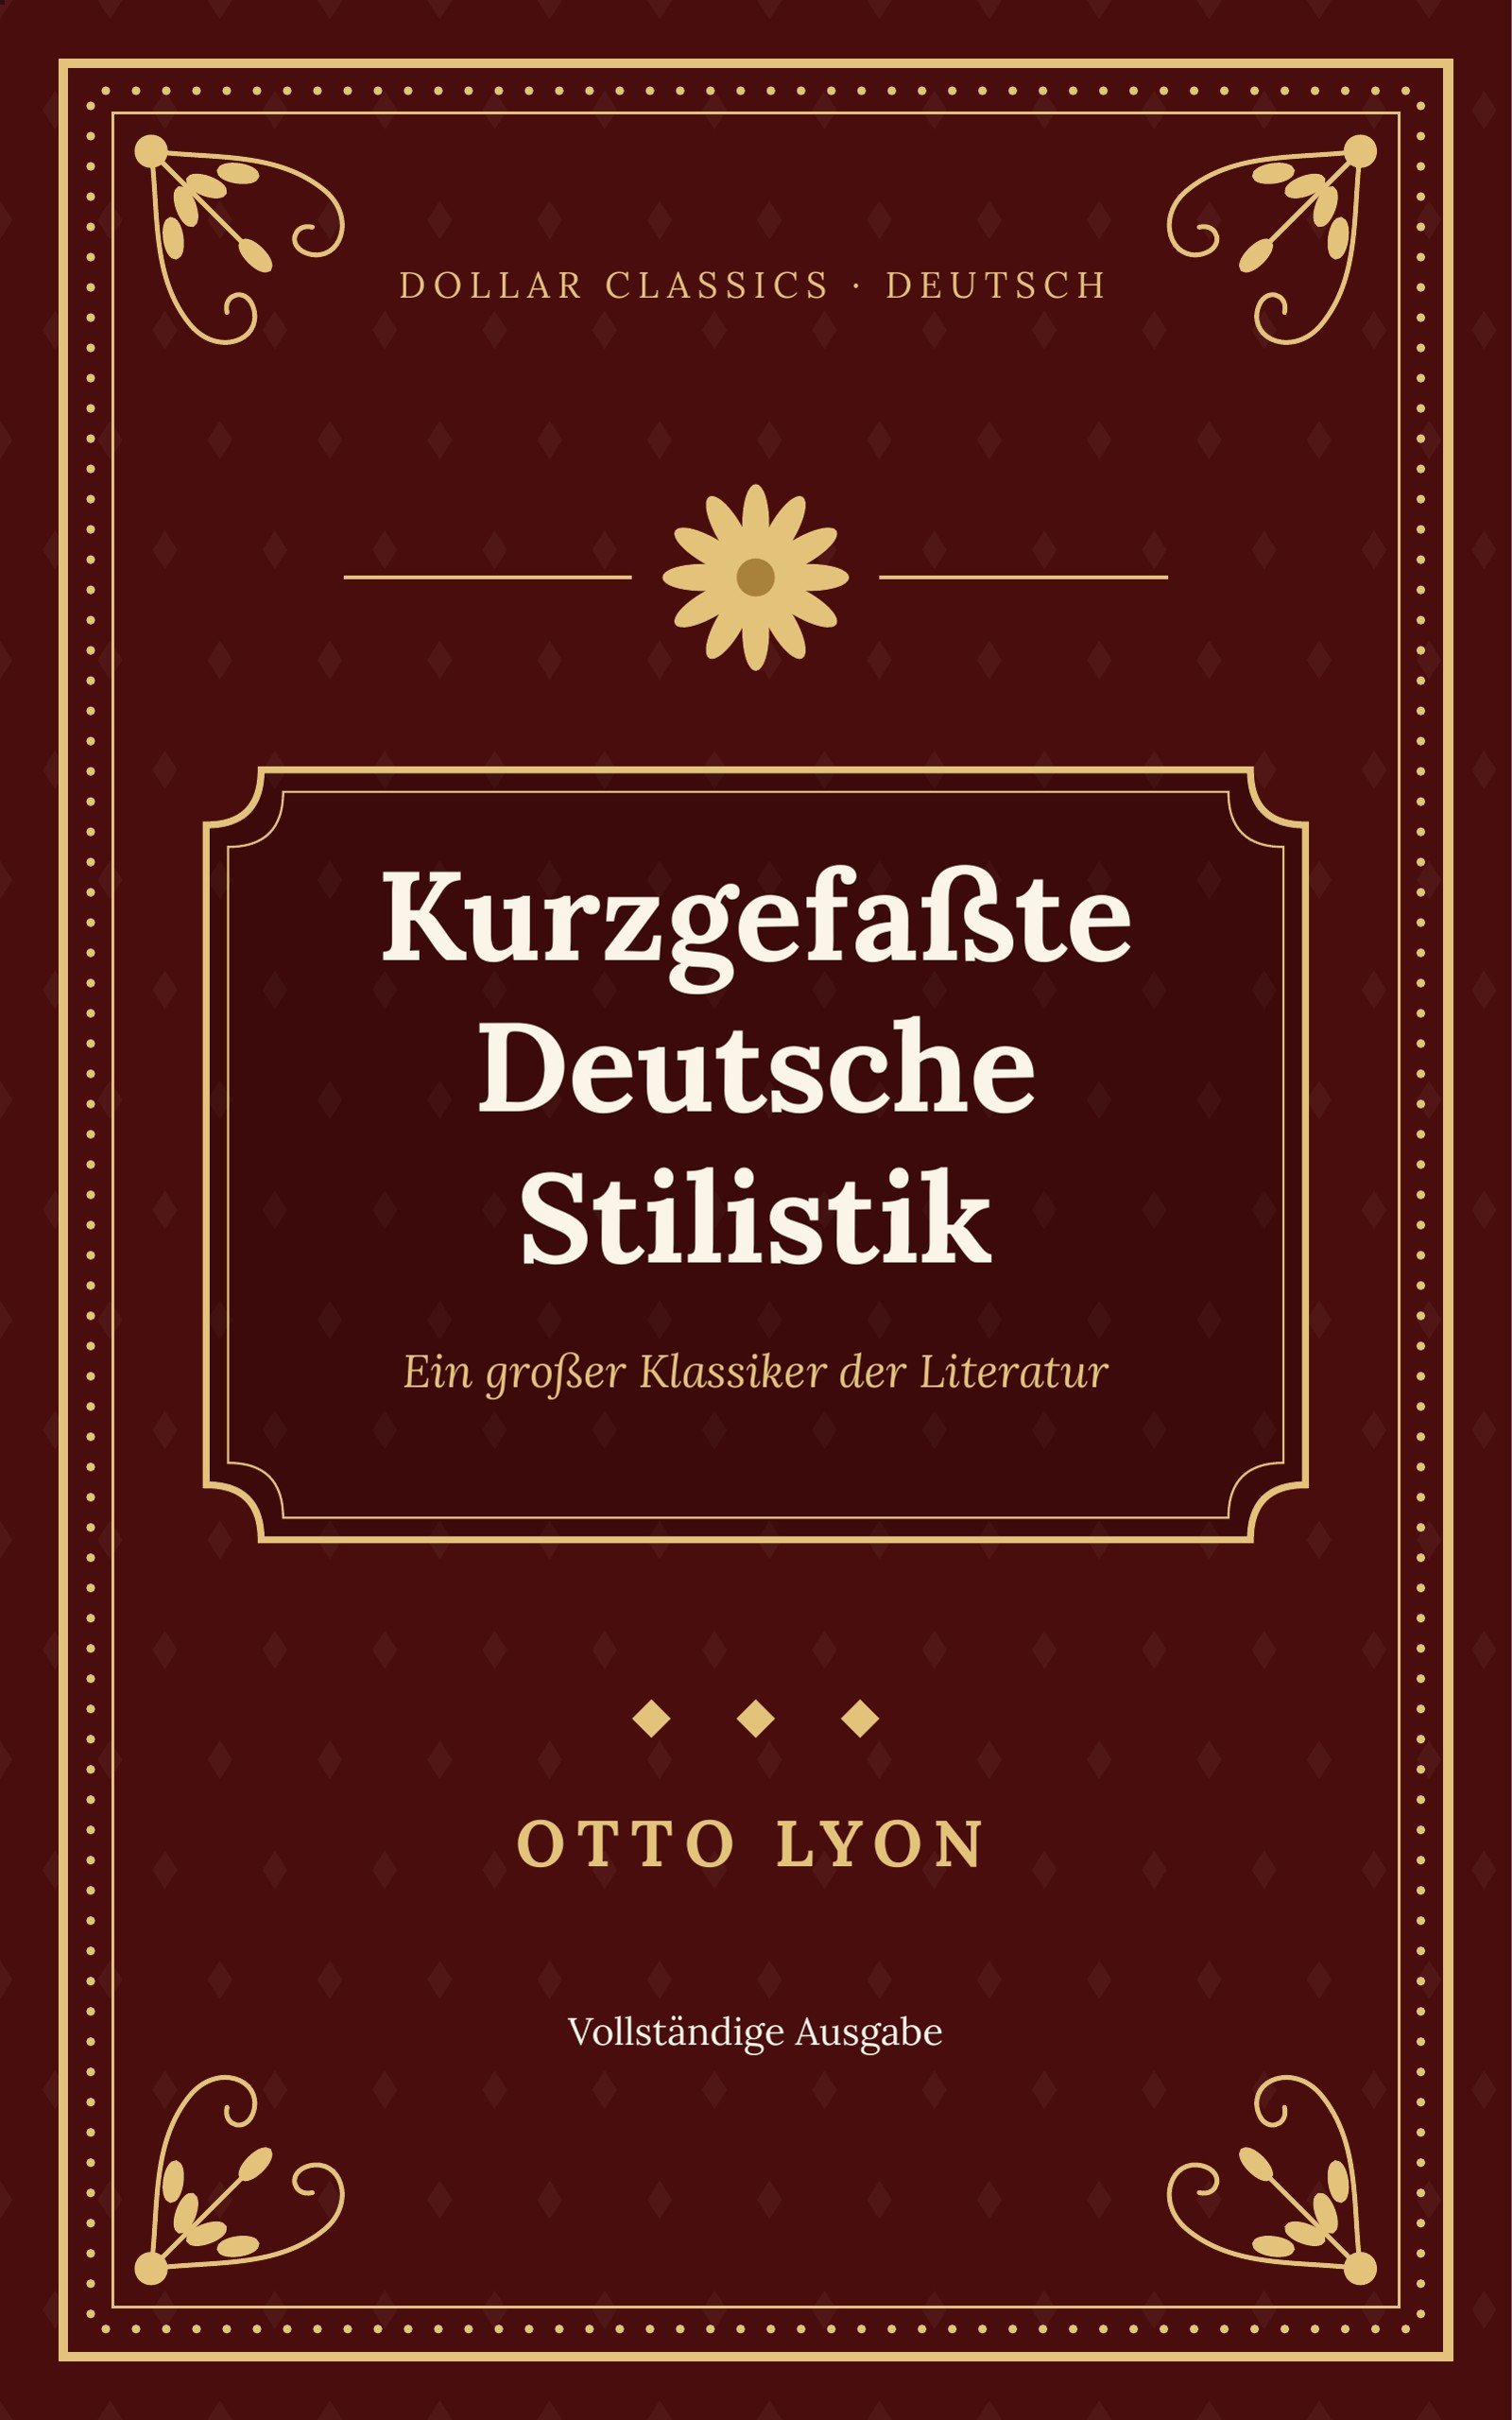 DOLLAR CLASSICS · DEUTSCH
Kurzgefaßte
Deutsche
Stilistik
Ein großer Klassiker der Literatur
OTTO LYON
Vollständige Ausgabe